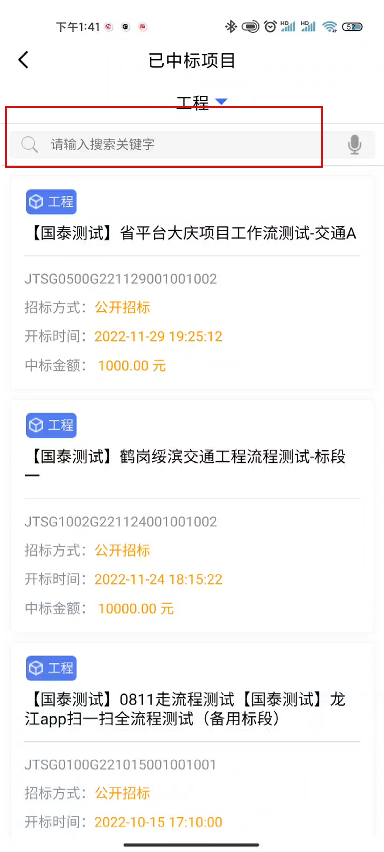 下午1:41
52
已中标项目
工程
请输入搜索关键字
工程
【国泰测试】省平台大庆项目工作流测试-交通A
JTSG0500G221129001001002
招标方式：公开招标
开标时间：2022-11-29 19:25:12
中标金额： 1000.00 元
工程
【国泰测试】鹤岗绥滨交通工程流程测试-标段
一
JTSG1002G221124001001002
招标方式：公开招标
开标时间：2022-11-24 18:15:22
中标金额： 10000.00 元
工程
【国泰测试】0811走流程测试【国泰测试】龙
江app扫一扫全流程测试（备用标段）
JTSG0100G221015001001001
招标方式：公开招标
开标时间：2022-10-15 17:10:00